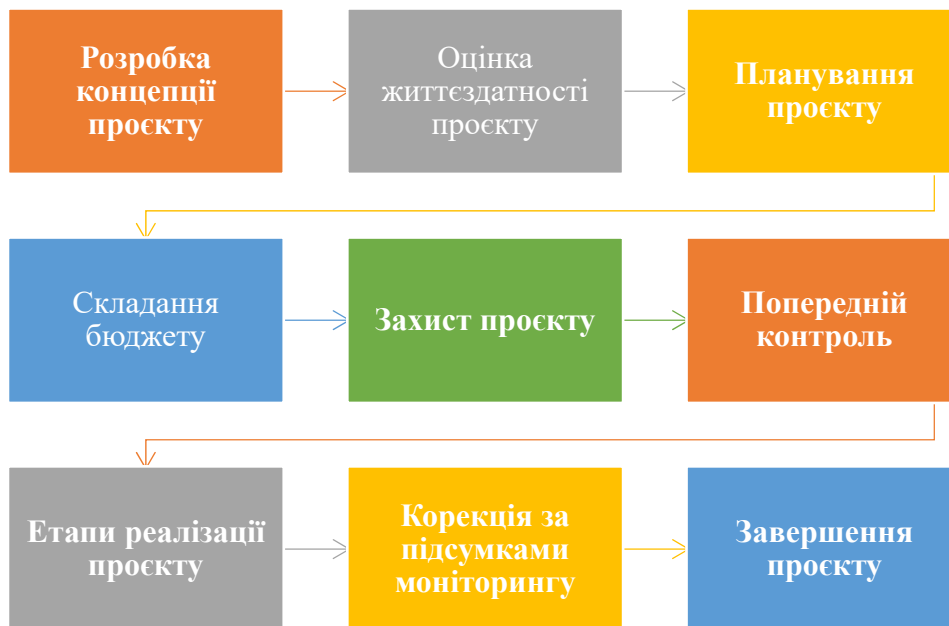 Розробка
концепції
проєкту
Оцінка
життєздатності
проєкту
Планування
проєкту
Складання
бюджету
Захист проєкту
Попередній
контроль
Етапи реалізації
проєкту
Корекція за
підсумками
моніторингу
Завершення
проєкту